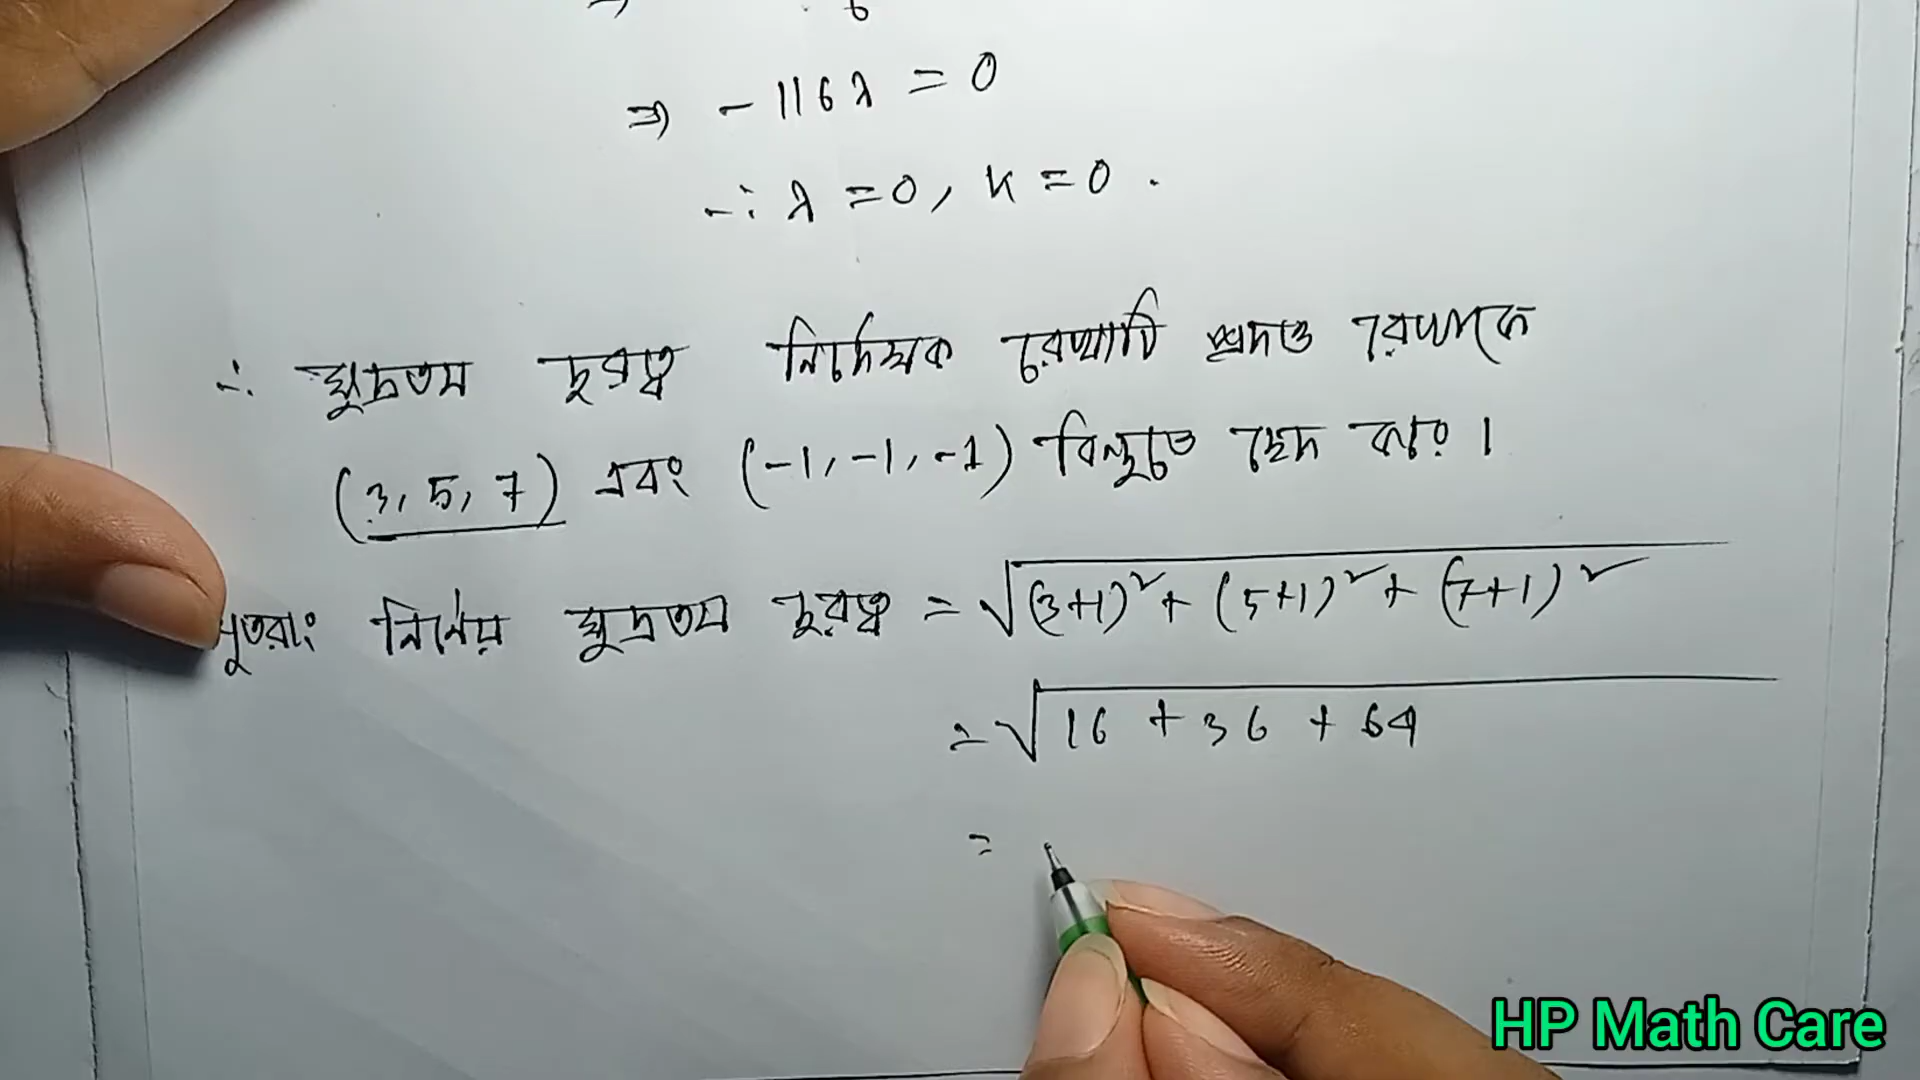 ⇒ -116λ = 0
∴ λ = 0, k = 0 .
∴ ক্ষুদ্রতম দূরত্ব নির্দেশক রেখাটি প্রদত্ত রেখাকে
(3, 5, 7) এবং (-1, -1, -1) বিন্দুতে ছেদ করে ।
সুতরাং নির্ণেয় ক্ষুদ্রতম দূরত্ব = √(3+1)² + (5+1)² + (7+1)²
= √16 + 36 + 64
=
HP Math Care